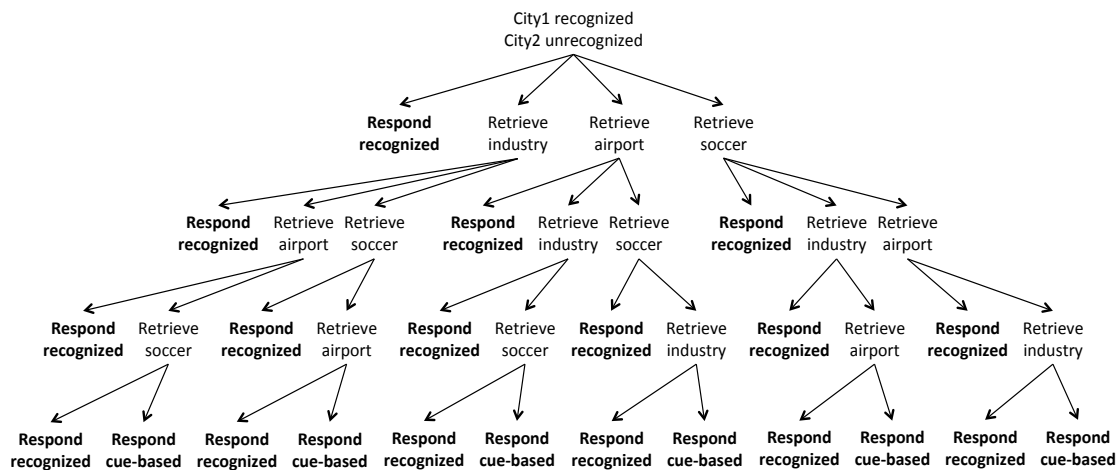 City1 recognized
City2 unrecognized
Respond Retrieve Retrieve Retrieve
recognized industry airport soccer
Respond Retrieve Retrieve Respond Retrieve Retrieve Respond Retrieve Retrieve
recognized airport soccer recognized industry soccer recognized industry airport
Respond Retrieve Respond Retrieve Respond Retrieve Respond Retrieve Respond Retrieve Respond Retrieve
recognized soccer recognized airport recognized soccer recognized industry recognized airport recognized industry
Respond Respond Respond Respond Respond Respond Respond Respond Respond Respond Respond Respond
recognized cue-based recognized cue-based recognized cue-based recognized cue-based recognized cue-based recognized cue-based